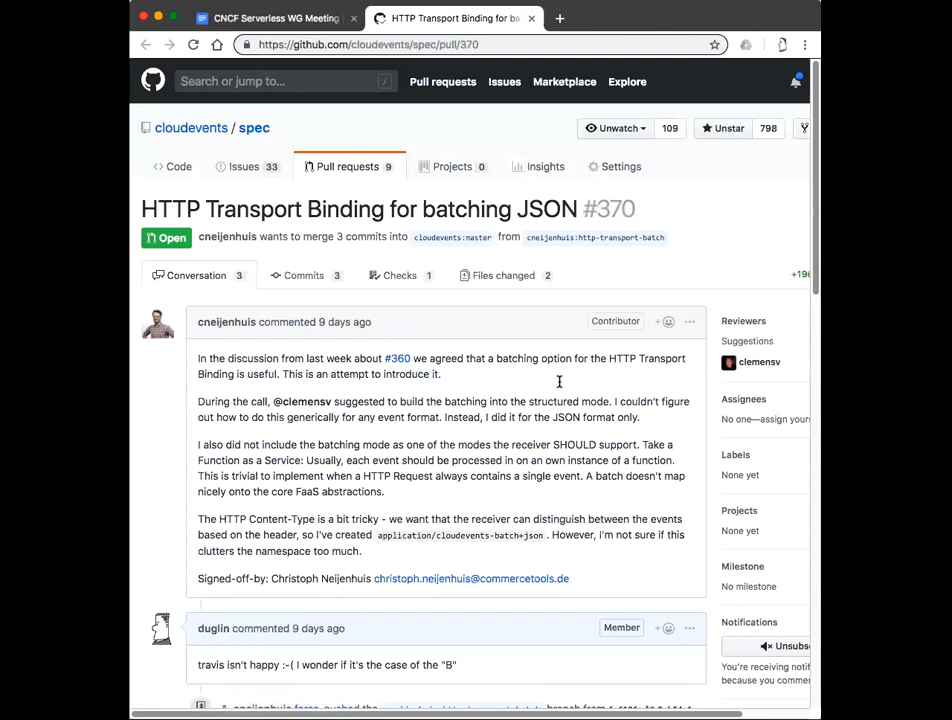 CNCF Serverless WG Meeting
HTTP Transport Binding for ba
https://github.com/cloudevents/spec/pull/370
Search or jump to... /
Pull requests Issues Marketplace Explore
cloudevents / spec
Unwatch 109 Unstar 798
Code Issues 33 Pull requests 9 Projects 0 Insights Settings
HTTP Transport Binding for batching JSON #370
Open cneijenhuis wants to merge 3 commits into cloudevents:master from cneijenhuis:http-transport-batch
Conversation 3 Commits 3 Checks 1 Files changed 2 +196
cneijenhuis commented 9 days ago Contributor
In the discussion from last week about #360 we agreed that a batching option for the HTTP Transport
Binding is useful. This is an attempt to introduce it.
During the call, @clemensv suggested to build the batching into the structured mode. I couldn't figure
out how to do this generically for any event format. Instead, I did it for the JSON format only.
I also did not include the batching mode as one of the modes the receiver SHOULD support. Take a
Function as a Service: Usually, each event should be processed in on an own instance of a function.
This is trivial to implement when a HTTP Request always contains a single event. A batch doesn't map
nicely onto the core FaaS abstractions.
The HTTP Content-Type is a bit tricky - we want that the receiver can distinguish between the events
based on the header, so I've created application/cloudevents-batch+json . However, I'm not sure if this
clutters the namespace too much.
Signed-off-by: Christoph Neijenhuis christoph.neijenhuis@commercetools.de
duglin commented 9 days ago Member
travis isn't happy :-( I wonder if it's the case of the "B"
Reviewers
Suggestions
clemensv
Assignees
No one—assign your
Labels
None yet
Projects
None yet
Milestone
No milestone
Notifications
Unsubs
You're receiving notif
because you commen